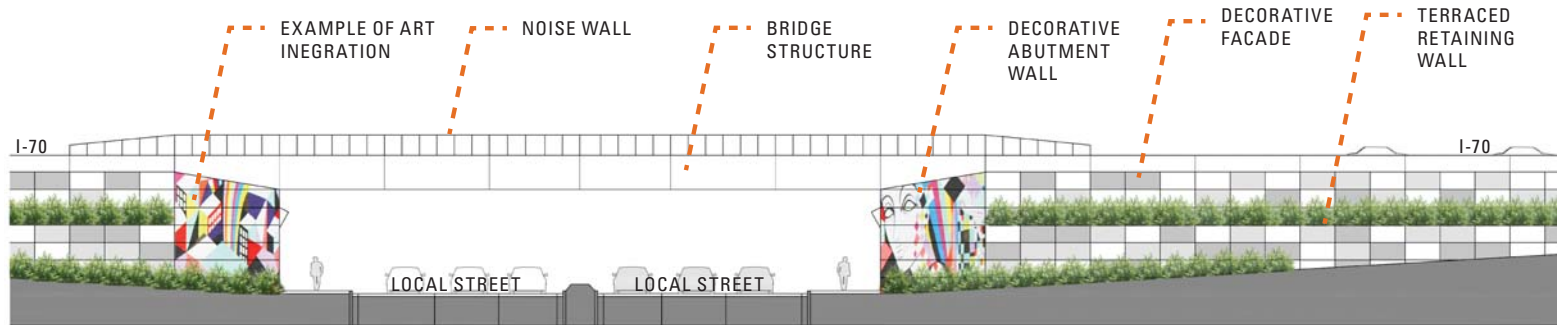 EXAMPLE OF ART
INEGRATION
NOISE WALL
BRIDGE
STRUCTURE
DECORATIVE
ABUTMENT
WALL
DECORATIVE
FACADE
TERRACED
RETAINING
WALL
I-70
I-70
LOCAL STREET
LOCAL STREET